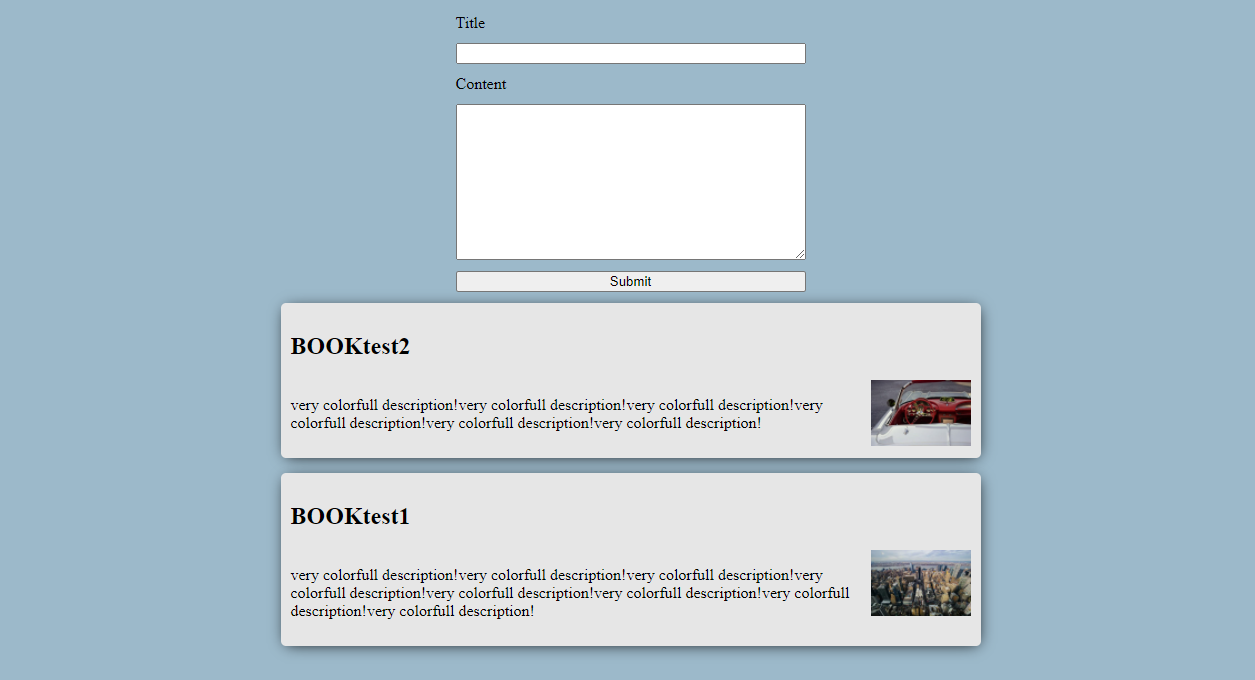 Title
Content
Submit
BOOKtest2
very colorfull description!very colorfull description!very colorfull description!very
colorfull description!very colorfull description!very colorfull description!
BOOKtest1
very colorfull description!very colorfull description!very colorfull description!very
colorfull description!very colorfull description!very colorfull description!very colorfull
description!very colorfull description!